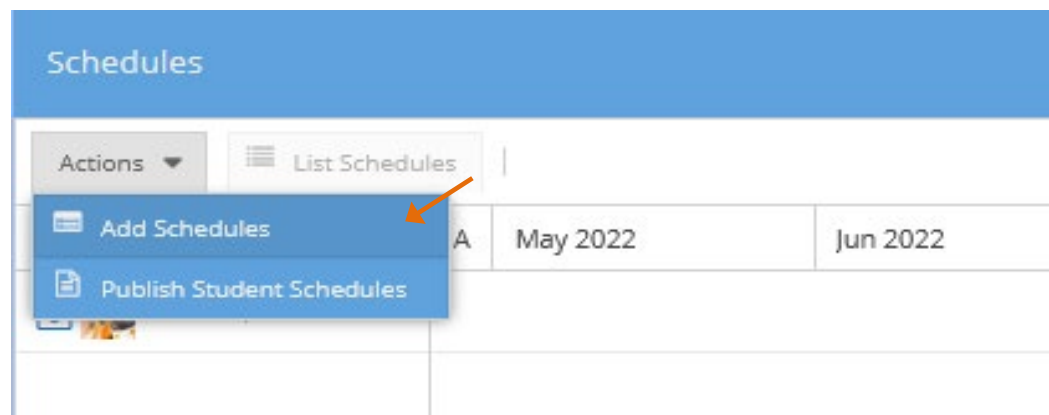 Schedules
Actions
List Schedules
Add Schedules
A
May 2022
Jun 2022
Publish Student Schedules